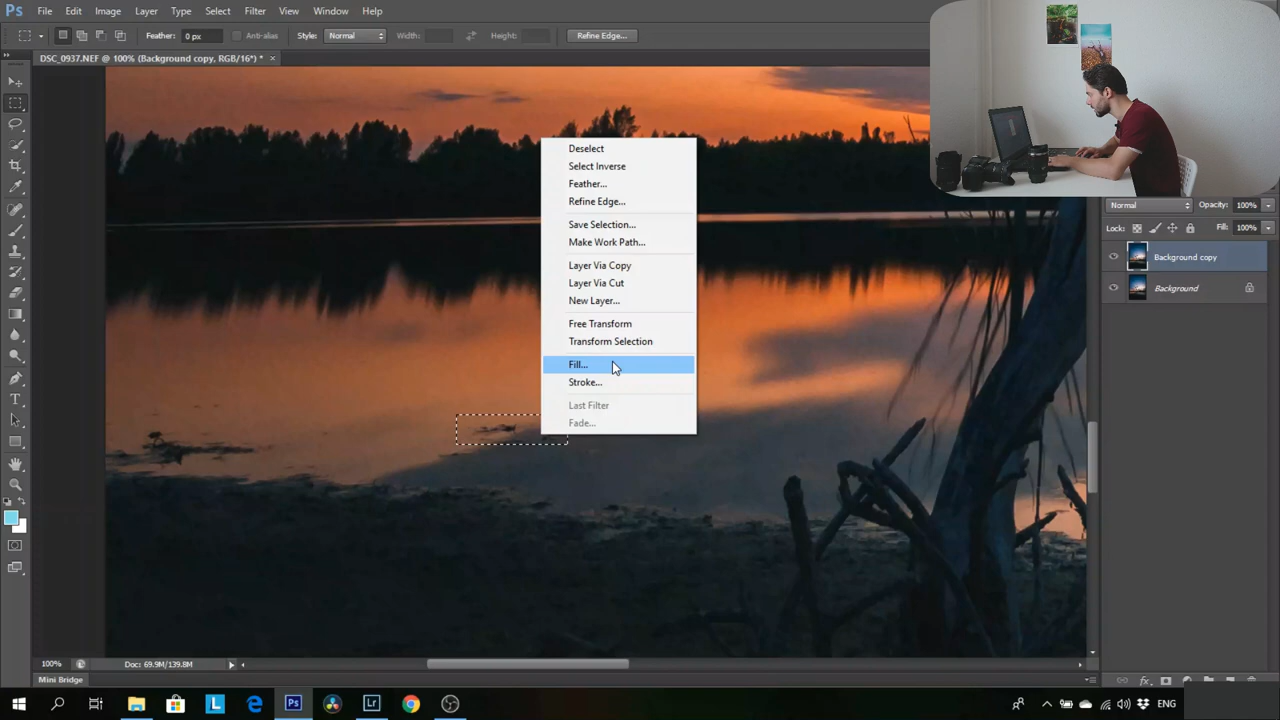 Ps File Edit Image Layer Type Select Filter View Window Help
Feather: 0 px Anti-alias Style: Normal Width: Height: Refine Edge...
DSC_0937.NEF @ 100% (Background copy, RGB/16*) * ×
Deselect
Select Inverse
Feather...
Refine Edge...
Save Selection...
Make Work Path...
Layer Via Copy
Layer Via Cut
New Layer...
Free Transform
Transform Selection
Fill...
Stroke...
Last Filter
Fade...
Normal Opacity: 100%
Lock: Fill: 100%
Background copy
Background
100% Doc: 69.9M/139.8M
Mini Bridge
L Ps Lr ENG